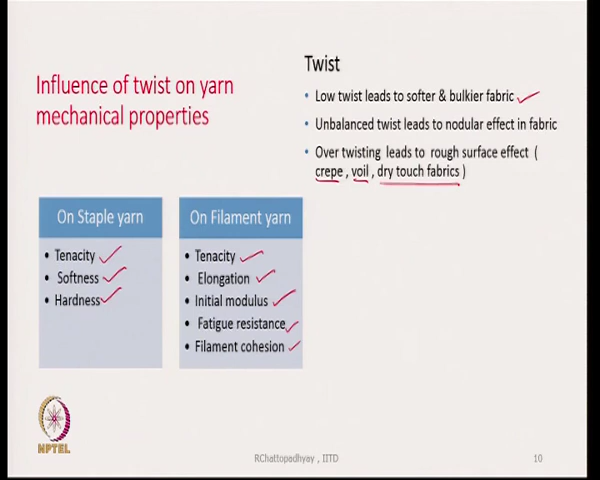 Influence of twist on yarn
mechanical properties
Twist
• Low twist leads to softer & bulkier fabric
• Unbalanced twist leads to nodular effect in fabric
• Over twisting leads to rough surface effect (
crepe , voil , dry touch fabrics )
On Staple yarn
• Tenacity
• Softness
• Hardness
On Filament yarn
• Tenacity
• Elongation
• Initial modulus
• Fatigue resistance
• Filament cohesion
NPTEL
RChattopadhyay , IITD
10